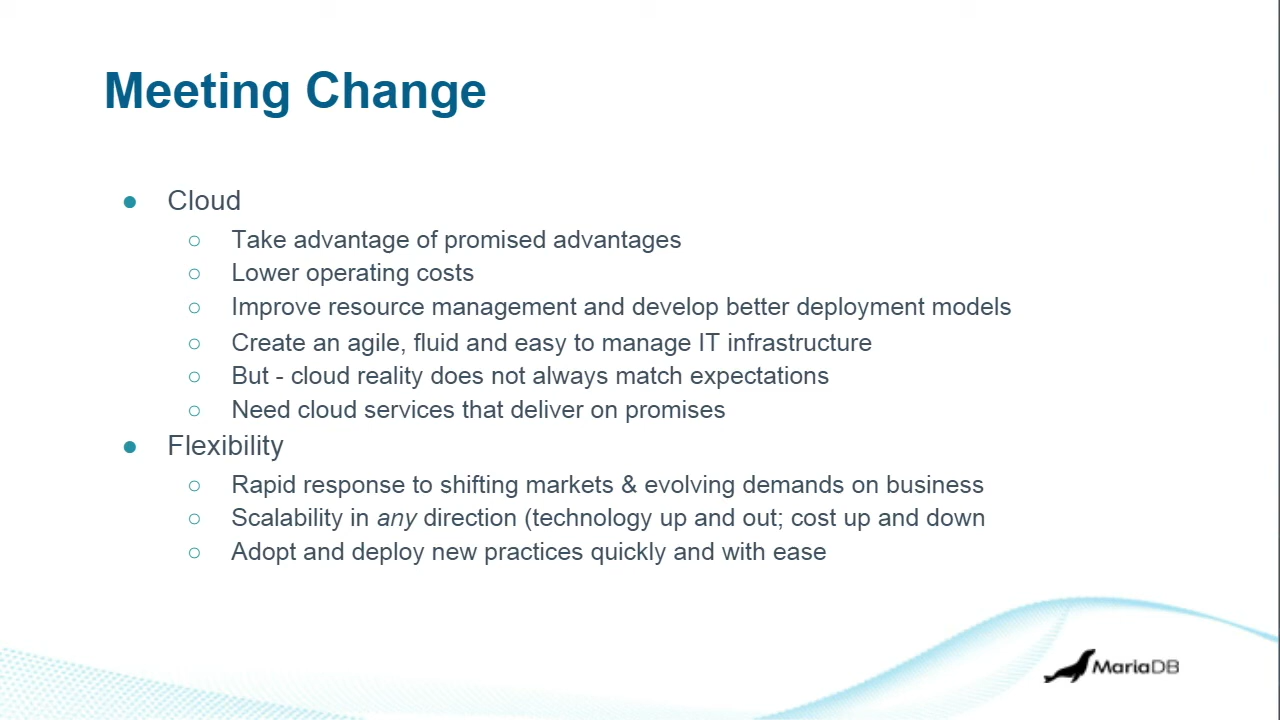 Meeting Change
● Cloud
○ Take advantage of promised advantages
○ Lower operating costs
○ Improve resource management and develop better deployment models
○ Create an agile, fluid and easy to manage IT infrastructure
○ But - cloud reality does not always match expectations
○ Need cloud services that deliver on promises
● Flexibility
○ Rapid response to shifting markets & evolving demands on business
○ Scalability in any direction (technology up and out; cost up and down
○ Adopt and deploy new practices quickly and with ease
MariaDB